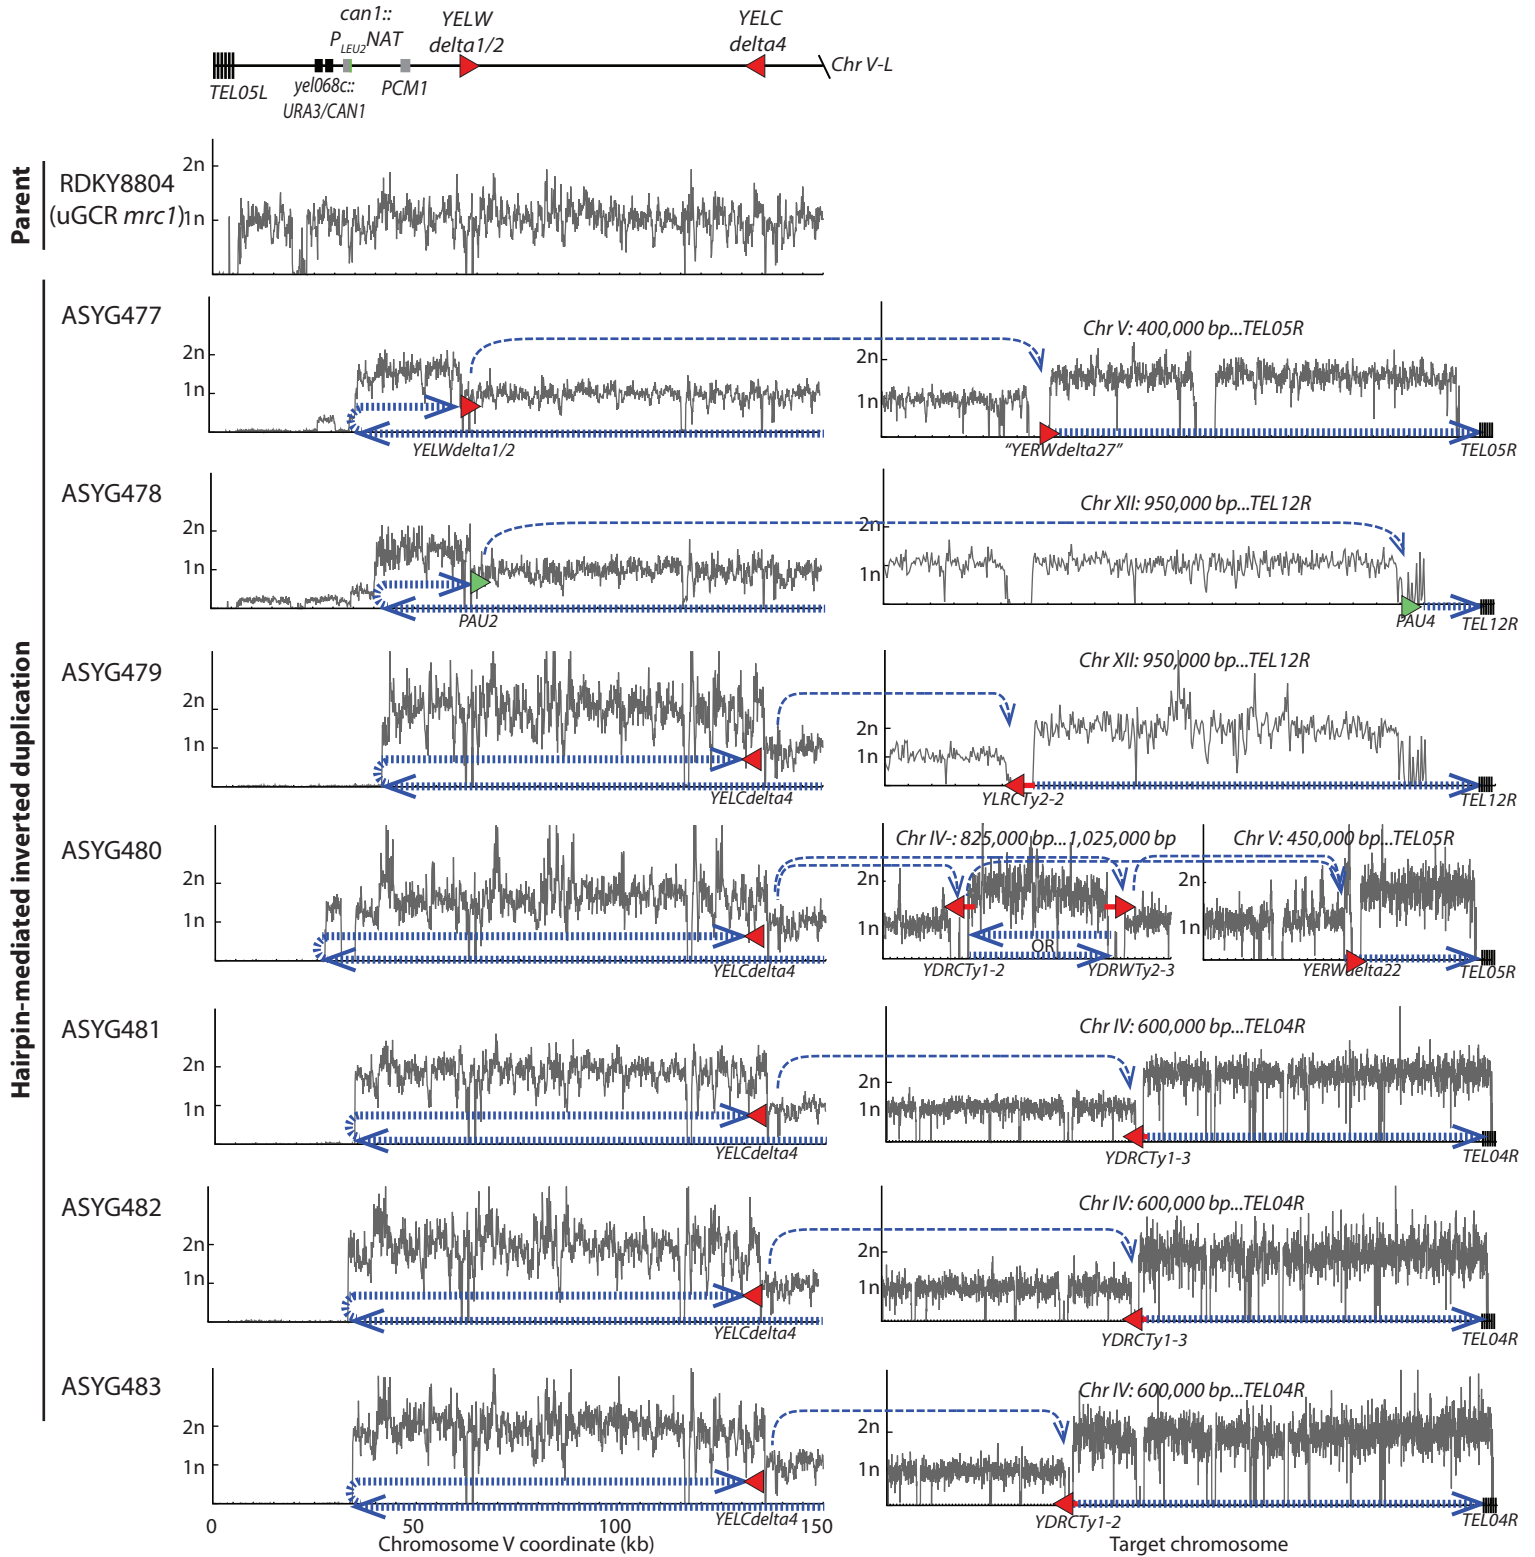 can1::
PLEU2NAT
YELW
delta1/2
YELC
delta4
Chr V-L
TEL05L
yel068c::
URA3/CAN1
PCM1
Parent
RDKY8804
(uGCR mrc1)
2n
1n
Hairpin-mediated inverted duplication
ASYG477
2n
1n
YELWdelta1/2
Chr V: 400,000 bp...TEL05R
2n
1n
“YERWdelta27”
TEL05R
ASYG478
2n
1n
PAU2
Chr XII: 950,000 bp...TEL12R
2n
1n
PAU4
TEL12R
ASYG479
2n
1n
YELCdelta4
Chr XII: 950,000 bp...TEL12R
2n
1n
YLRCTy2-2
TEL12R
ASYG480
2n
1n
YELCdelta4
Chr IV-: 825,000 bp...1,025,000 bp
2n
1n
OR
YDRCTy1-2
YDRWTy2-3
Chr V: 450,000 bp...TEL05R
2n
1n
YERWdelta22
TEL05R
ASYG481
2n
1n
YELCdelta4
Chr IV: 600,000 bp...TEL04R
2n
1n
YDRCTy1-3
TEL04R
ASYG482
2n
1n
YELCdelta4
Chr IV: 600,000 bp...TEL04R
2n
1n
YDRCTy1-3
TEL04R
ASYG483
2n
1n
YELCdelta4
Chr IV: 600,000 bp...TEL04R
2n
1n
YDRCTy1-2
TEL04R
0
50
100
150
Chromosome V coordinate (kb)
Target chromosome